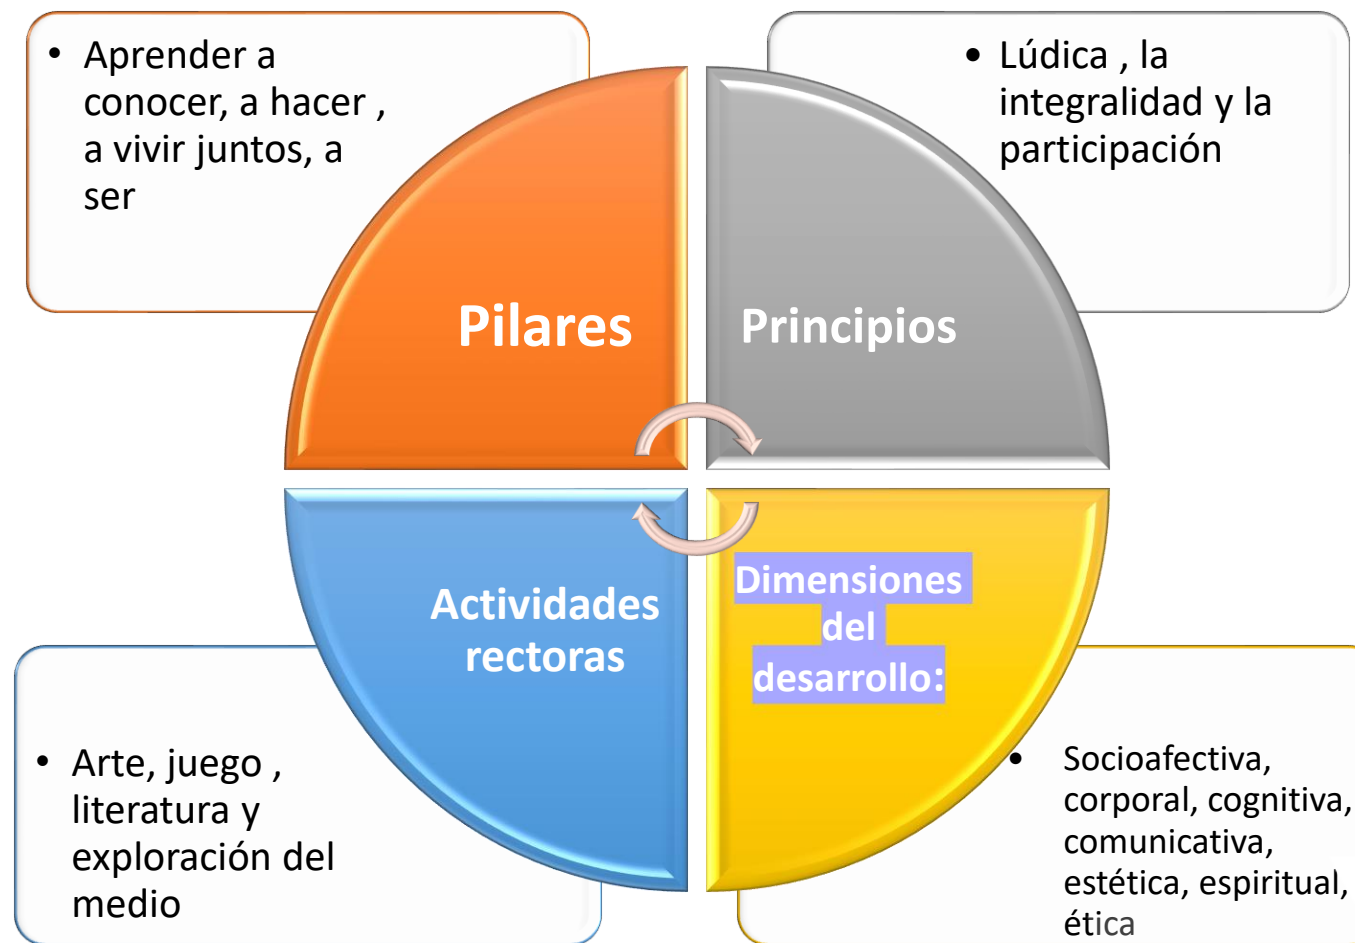 • Aprender a
conocer, a hacer ,
a vivir juntos, a
ser
• Lúdica , la
integralidad y la
participación
Pilares
Principios
Actividades
rectoras
Dimensiones
del
desarrollo:
• Arte, juego ,
literatura y
exploración del
medio
• Socioafectiva,
corporal, cognitiva,
comunicativa,
estética, espiritual,
ética